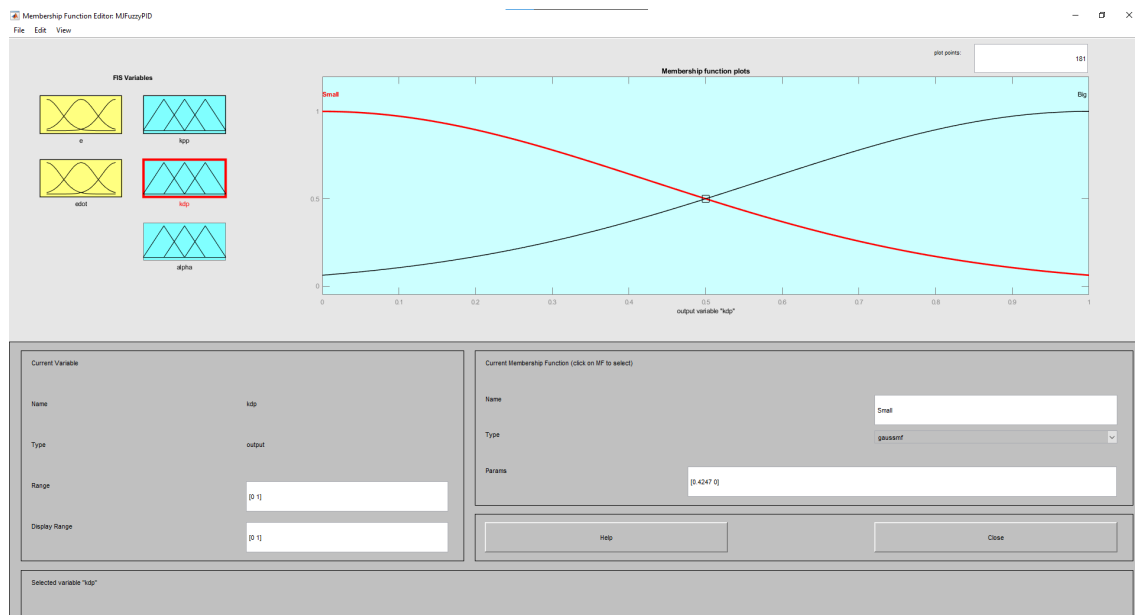 Membership Function Editor: MJFuzzyPID
File Edit View
plot points:
181
FIS Variables
e
kpp
edot
kdp
alpha
Membership function plots
Small
Big
1
0.5
0
0 0.1 0.2 0.3 0.4 0.5 0.6 0.7 0.8 0.9 1
output variable "kdp"
Current Variable
Name kdp
Type output
Range [0 1]
Display Range [0 1]
Current Membership Function (click on MF to select)
Name Small
Type gaussmf
Params [0.4247 0]
Help Close
Selected variable "kdp"